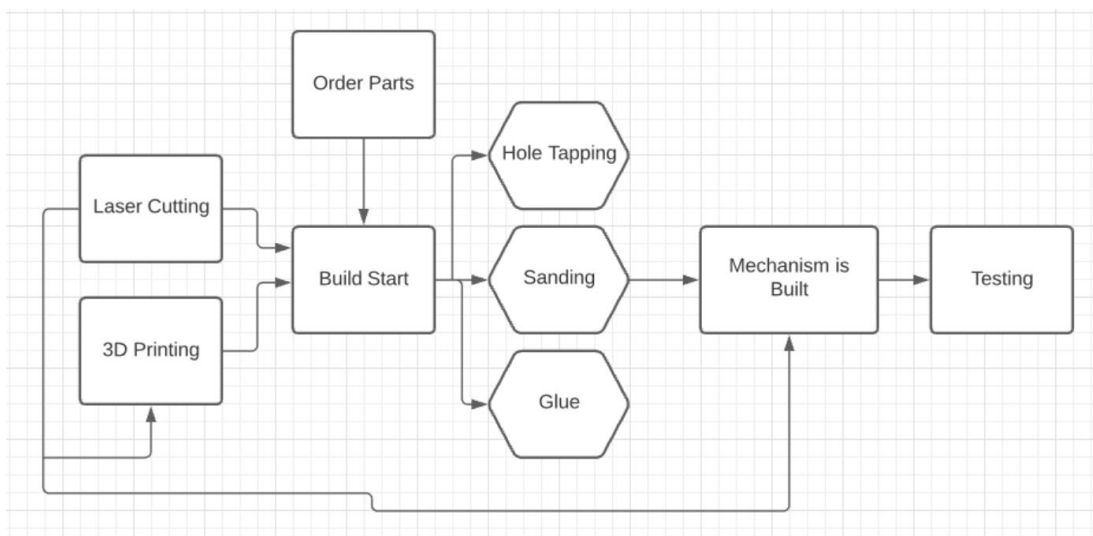 Order Parts
Hole Tapping
Laser Cutting
Build Start
Sanding
Mechanism is
Built
Testing
3D Printing
Glue